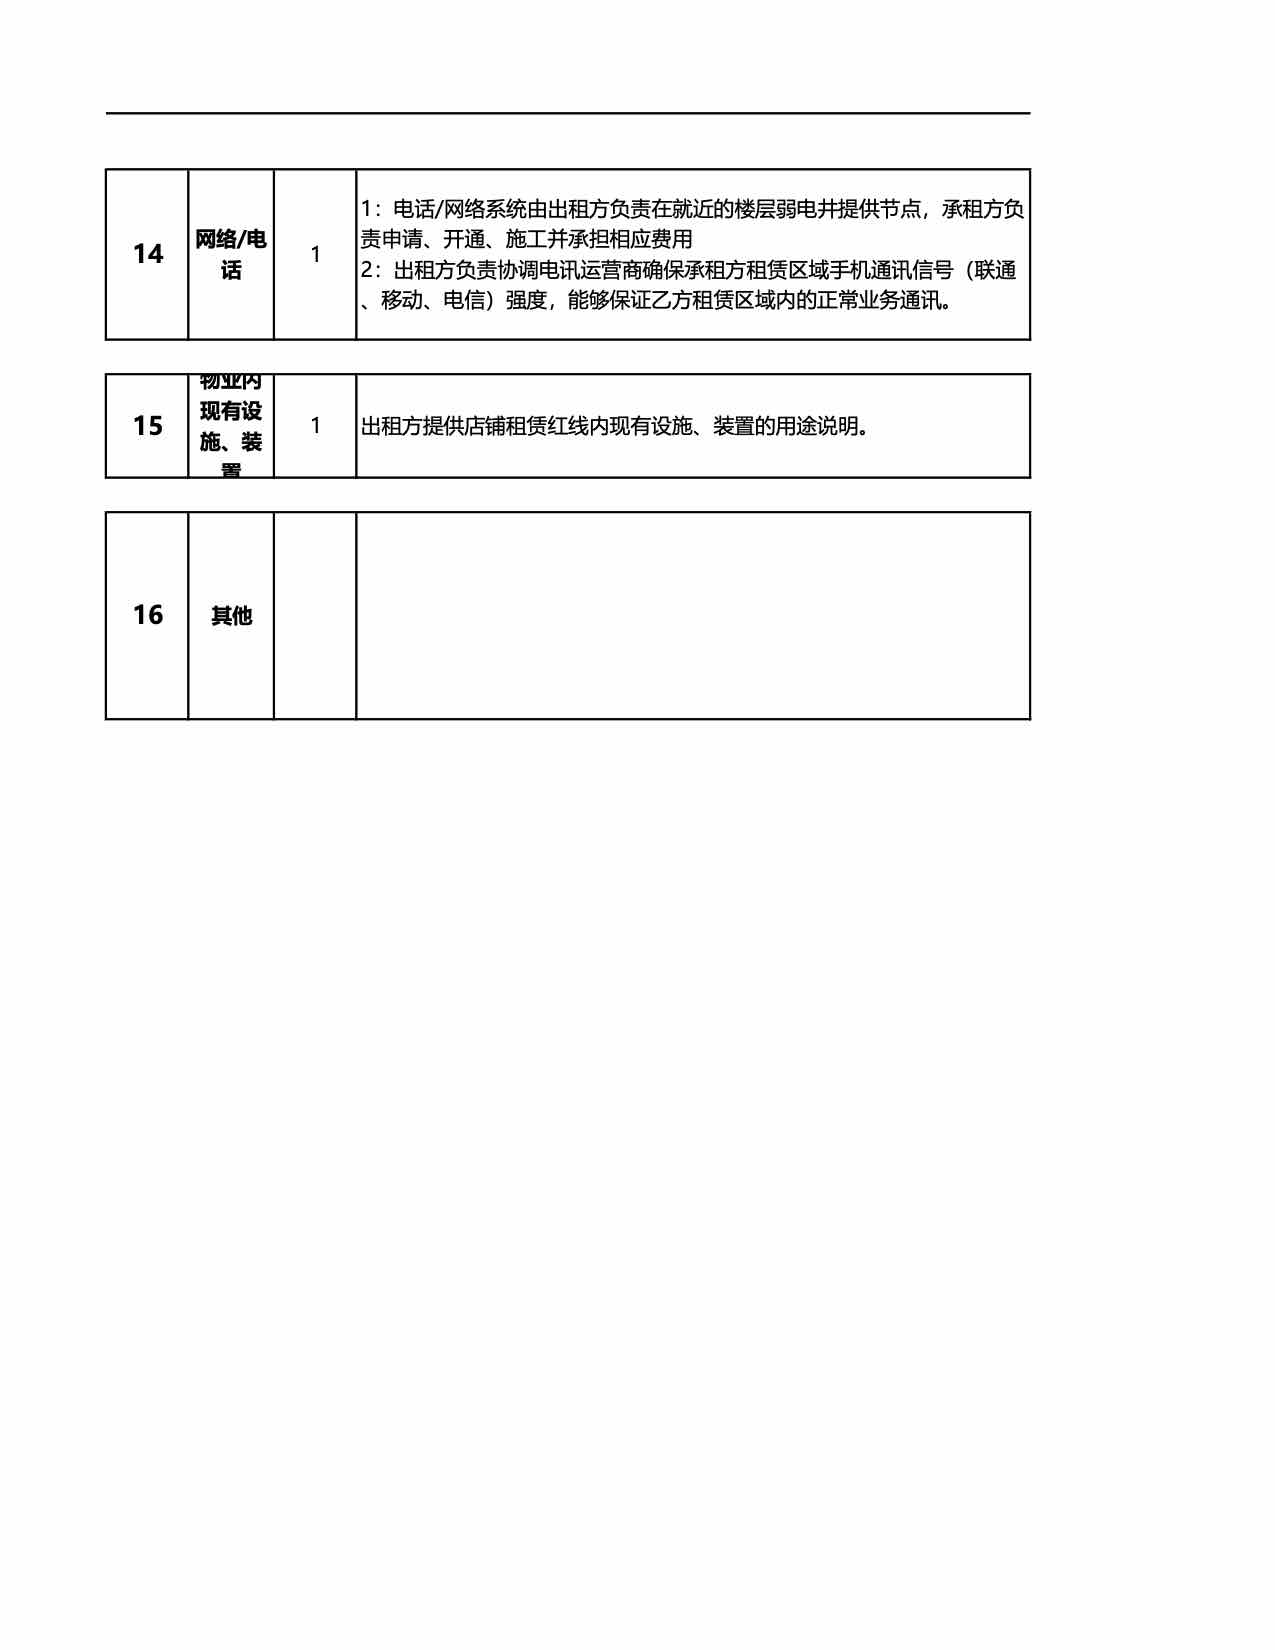 14
网络/电
话
1
1：电话/网络系统由出租方负责在就近的楼层弱电井提供节点，承租方负
责申请、开通、施工并承担相应费用
2：出租方负责协调电讯运营商确保承租方租赁区域手机通讯信号（联通
、移动、电信）强度，能够保证乙方租赁区域内的正常业务通讯。
15
物业内
现有设
施、装
置
1
出租方提供店铺租赁红线内现有设施、装置的用途说明。
16
其他